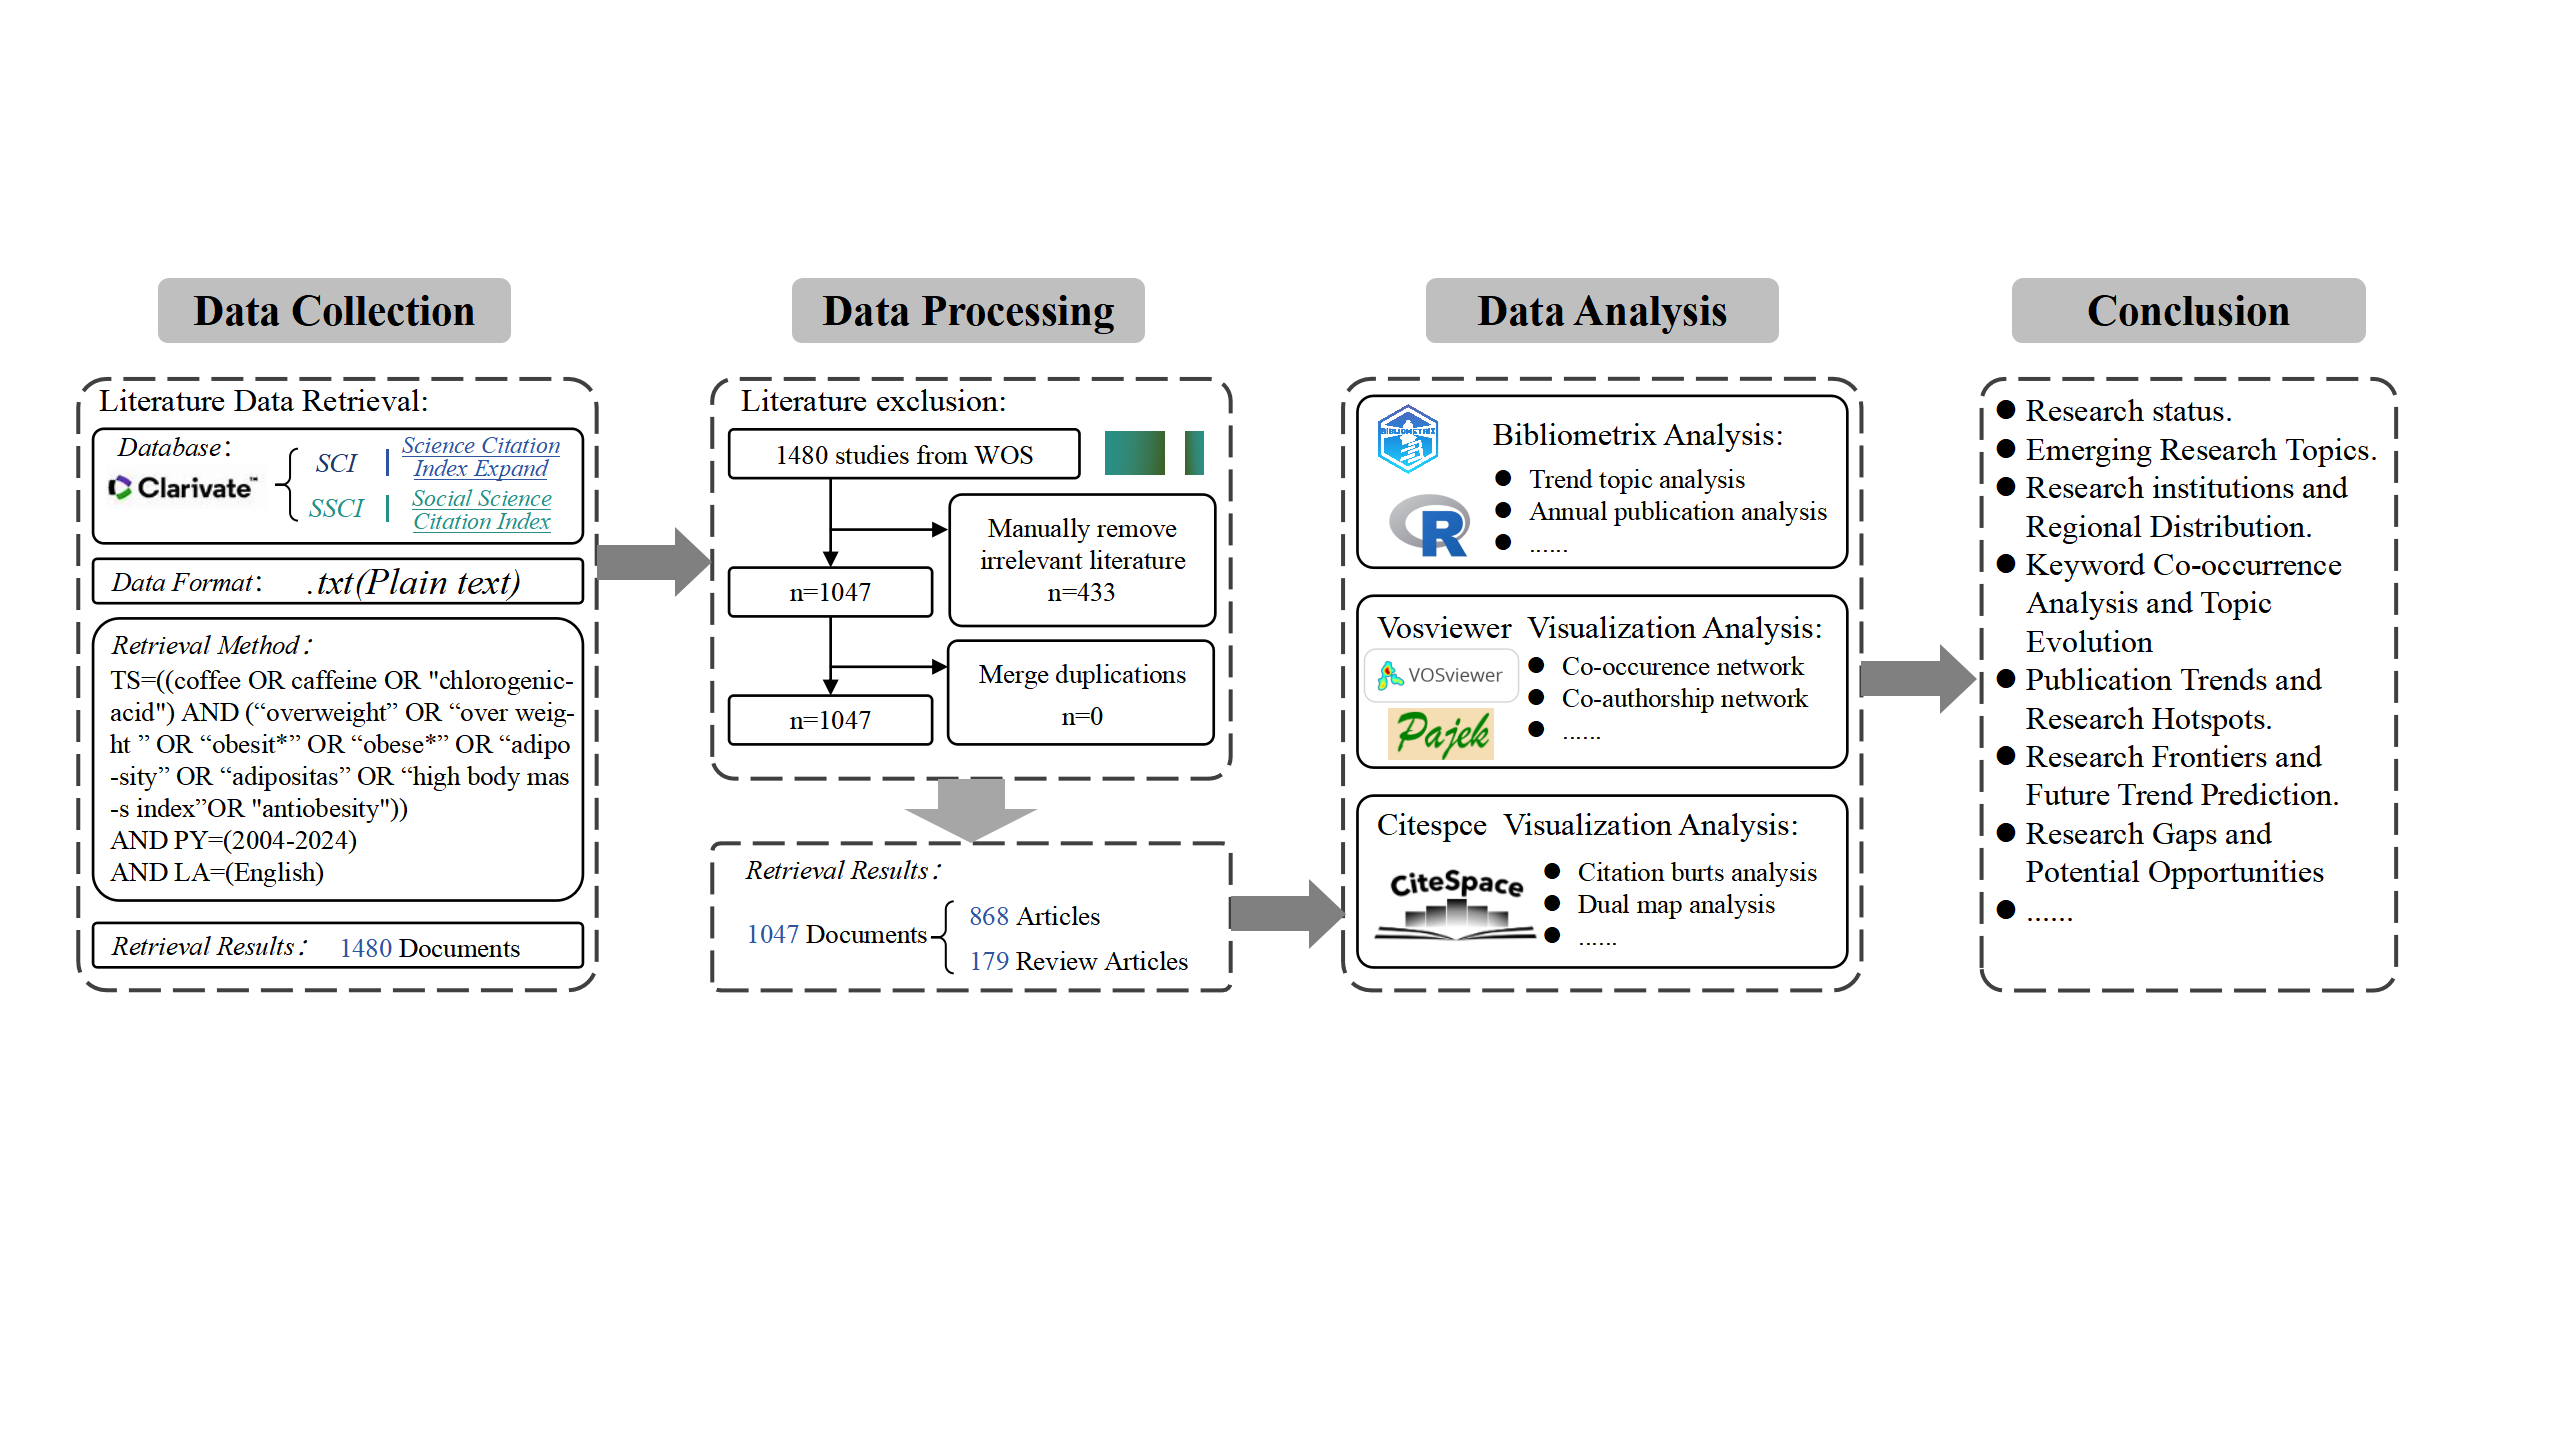 Data Collection
Literature Data Retrieval:
Database:
Clarivate™
SCI
Science Citation
Index Expand
SSCI
Social Science
Citation Index
Data Format: .txt(Plain text)
Retrieval Method:
TS=((coffee OR caffeine OR "chlorogenic-
acid") AND (“overweight” OR “over weig-
ht ” OR “obesit*” OR “obese*” OR “adipo
-sity” OR “adipositas” OR “high body mas
-s index”OR "antiobesity"))
AND PY=(2004-2024)
AND LA=(English)
Retrieval Results: 1480 Documents
Data Processing
Literature exclusion:
1480 studies from WOS
Manually remove
irrelevant literature
n=433
n=1047
Merge duplications
n=0
n=1047
Retrieval Results:
1047 Documents
868 Articles
179 Review Articles
Data Analysis
BIBLIOMETRIX
R
Bibliometrix Analysis:
Trend topic analysis
Annual publication analysis
......
Vosviewer Visualization Analysis:
VOSviewer
Pajek
Co-occurence network
Co-authorship network
......
Citespce Visualization Analysis:
CiteSpace
Citation burts analysis
Dual map analysis
......
Conclusion
Research status.
Emerging Research Topics.
Research institutions and
Regional Distribution.
Keyword Co-occurrence
Analysis and Topic
Evolution
Publication Trends and
Research Hotspots.
Research Frontiers and
Future Trend Prediction.
Research Gaps and
Potential Opportunities
......